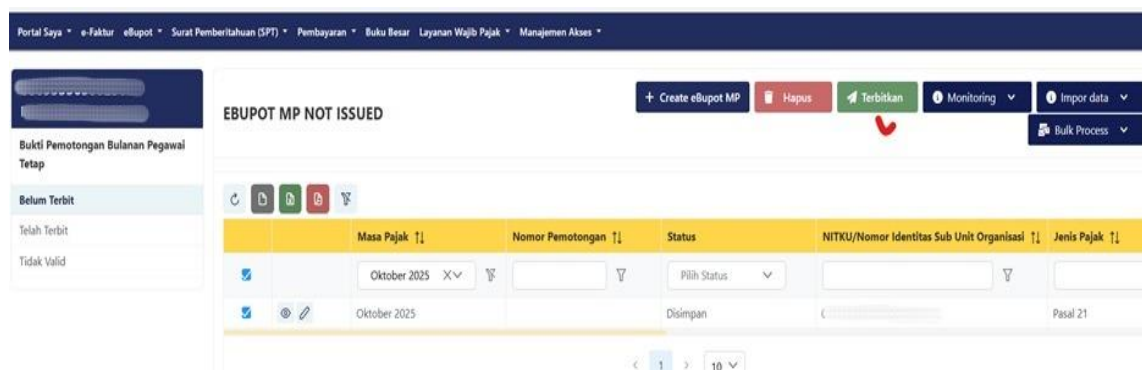 Portal Saya e-Faktur eBupot Surat Pemberitahuan (SPT) Pembayaran Buku Besar Layanan Wajib Pajak Manajemen Akses
EBUPOT MP NOT ISSUED
+ Create eBupot MP Hapus Terbitkan Monitoring Impor data
Bulk Process
Bukti Pemotongan Bulanan Pegawai
Tetap
Belum Terbit
Telah Terbit
Tidak Valid
Masa Pajak Nomor Pemotongan Status NITKU/Nomor Identitas Sub Unit Organisasi Jenis Pajak
Oktober 2025 X Pilih Status
Oktober 2025 Disimpan Pasal 21
< 1 > 10